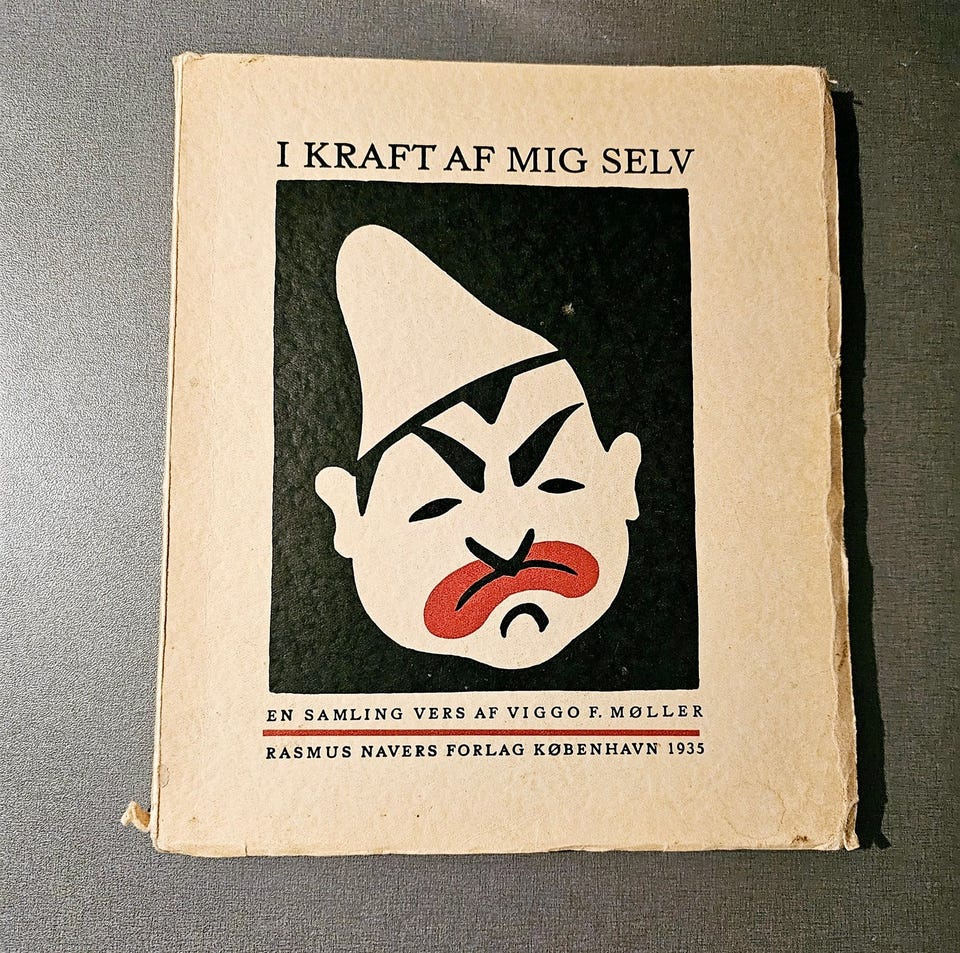 I KRAFT AF MIG SELV
EN SAMLING VERS AF VIGGO F. MØLLER
RASMUS NAVERS FORLAG KØBENHAVN 1935